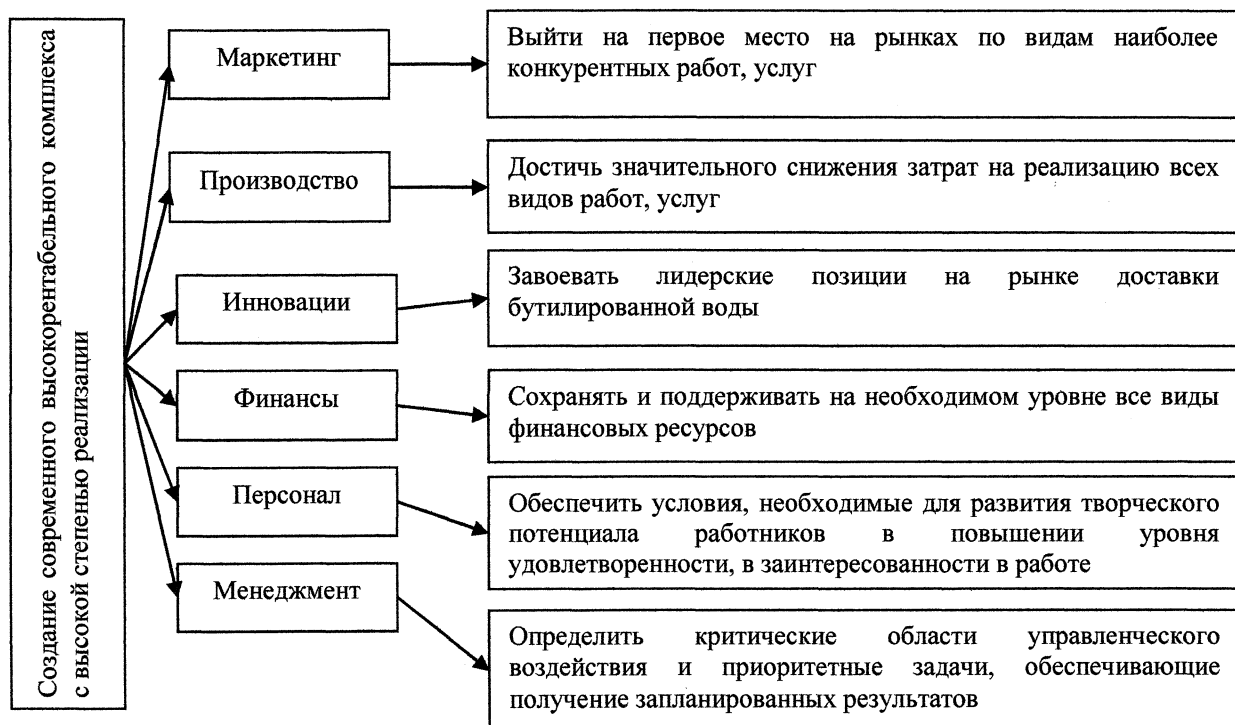 Создание современного высокорентабельного комплекса
с высокой степенью реализации
Маркетинг
Выйти на первое место на рынках по видам наиболее
конкурентных работ, услуг
Производство
Достичь значительного снижения затрат на реализацию всех
видов работ, услуг
Инновации
Завоевать лидерские позиции на рынке доставки
бутилированной воды
Финансы
Сохранять и поддерживать на необходимом уровне все виды
финансовых ресурсов
Персонал
Обеспечить условия, необходимые для развития творческого
потенциала работников в повышении уровня
удовлетворенности, в заинтересованности в работе
Менеджмент
Определить критические области управленческого
воздействия и приоритетные задачи, обеспечивающие
получение запланированных результатов